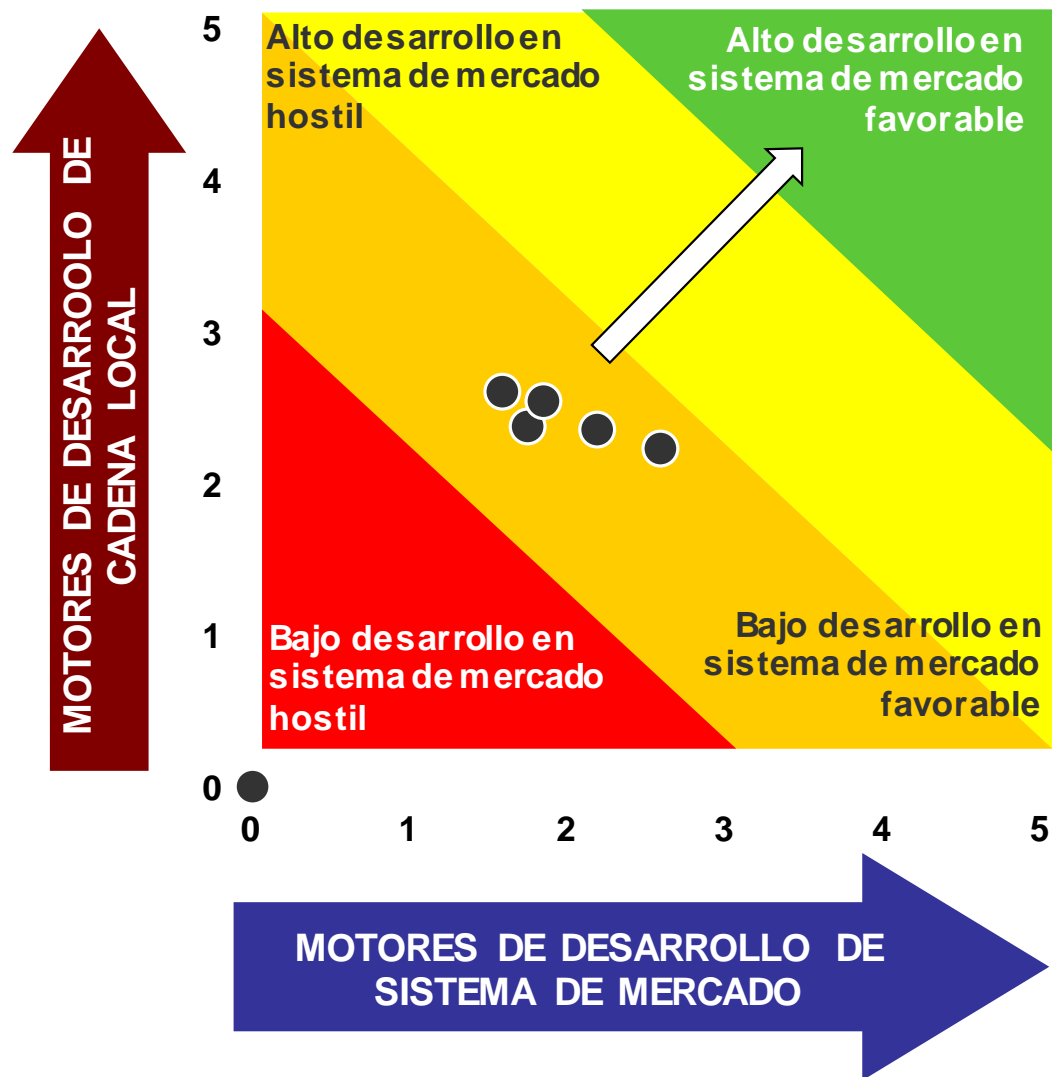 5
4
3
2
1
0
MOTORES DE DESARROOLO DE
CADENA LOCAL
Alto desarrollo en
sistema de mercado
hostil
Alto desarrollo en
sistema de mercado
favorable
Bajo desarrollo en
sistema de mercado
hostil
Bajo desarrollo en
sistema de mercado
favorable
0 1 2 3 4 5
MOTORES DE DESARROLLO DE
SISTEMA DE MERCADO